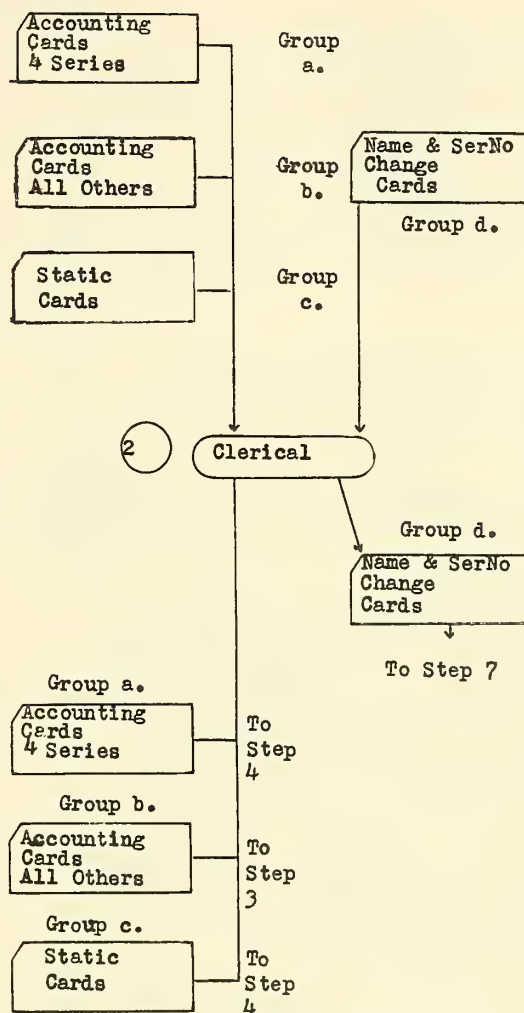 Accounting
Cards
4 Series
Group
a.
Accounting
Cards
All Others
Group
b.
Name & SerNo
Change
Cards
Group d.
Static
Cards
Group
c.
2
Clerical
Group d.
Name & SerNo
Change
Cards
To Step 7
Group a.
Accounting
Cards
4 Series
To
Step
4
Group b.
Accounting
Cards
All Others
To
Step
3
Group c.
Static
Cards
To
Step
4